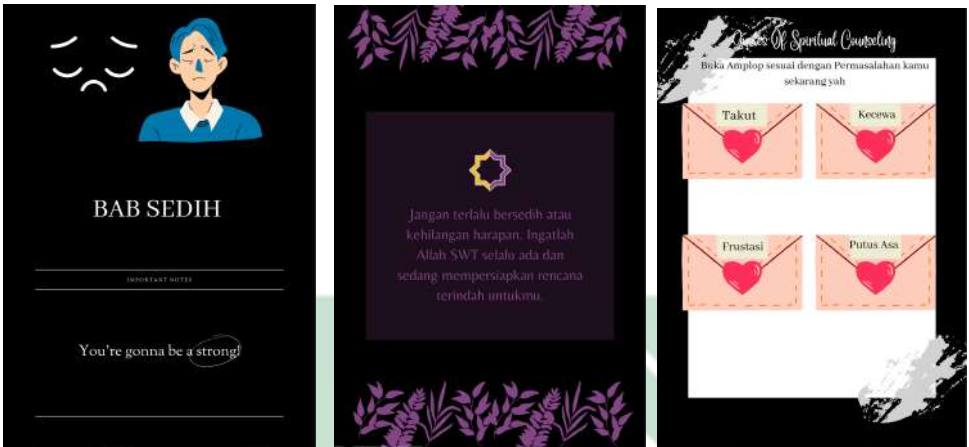 BAB SEDIH
IMPORTANT NOTES
You're gonna be a strong!
Jangan terlalu bersedih atau
kehilangan harapan. Ingatlah
Allah SWT selalu ada dan
sedang mempersiapkan rencana
terindah untukmu.
Quotes Of Spiritual Counseling
Buka Amplop sesuai dengan Permasalahan kamu
sekarang yah
Takut
Kecewa
Frustasi
Putus Asa